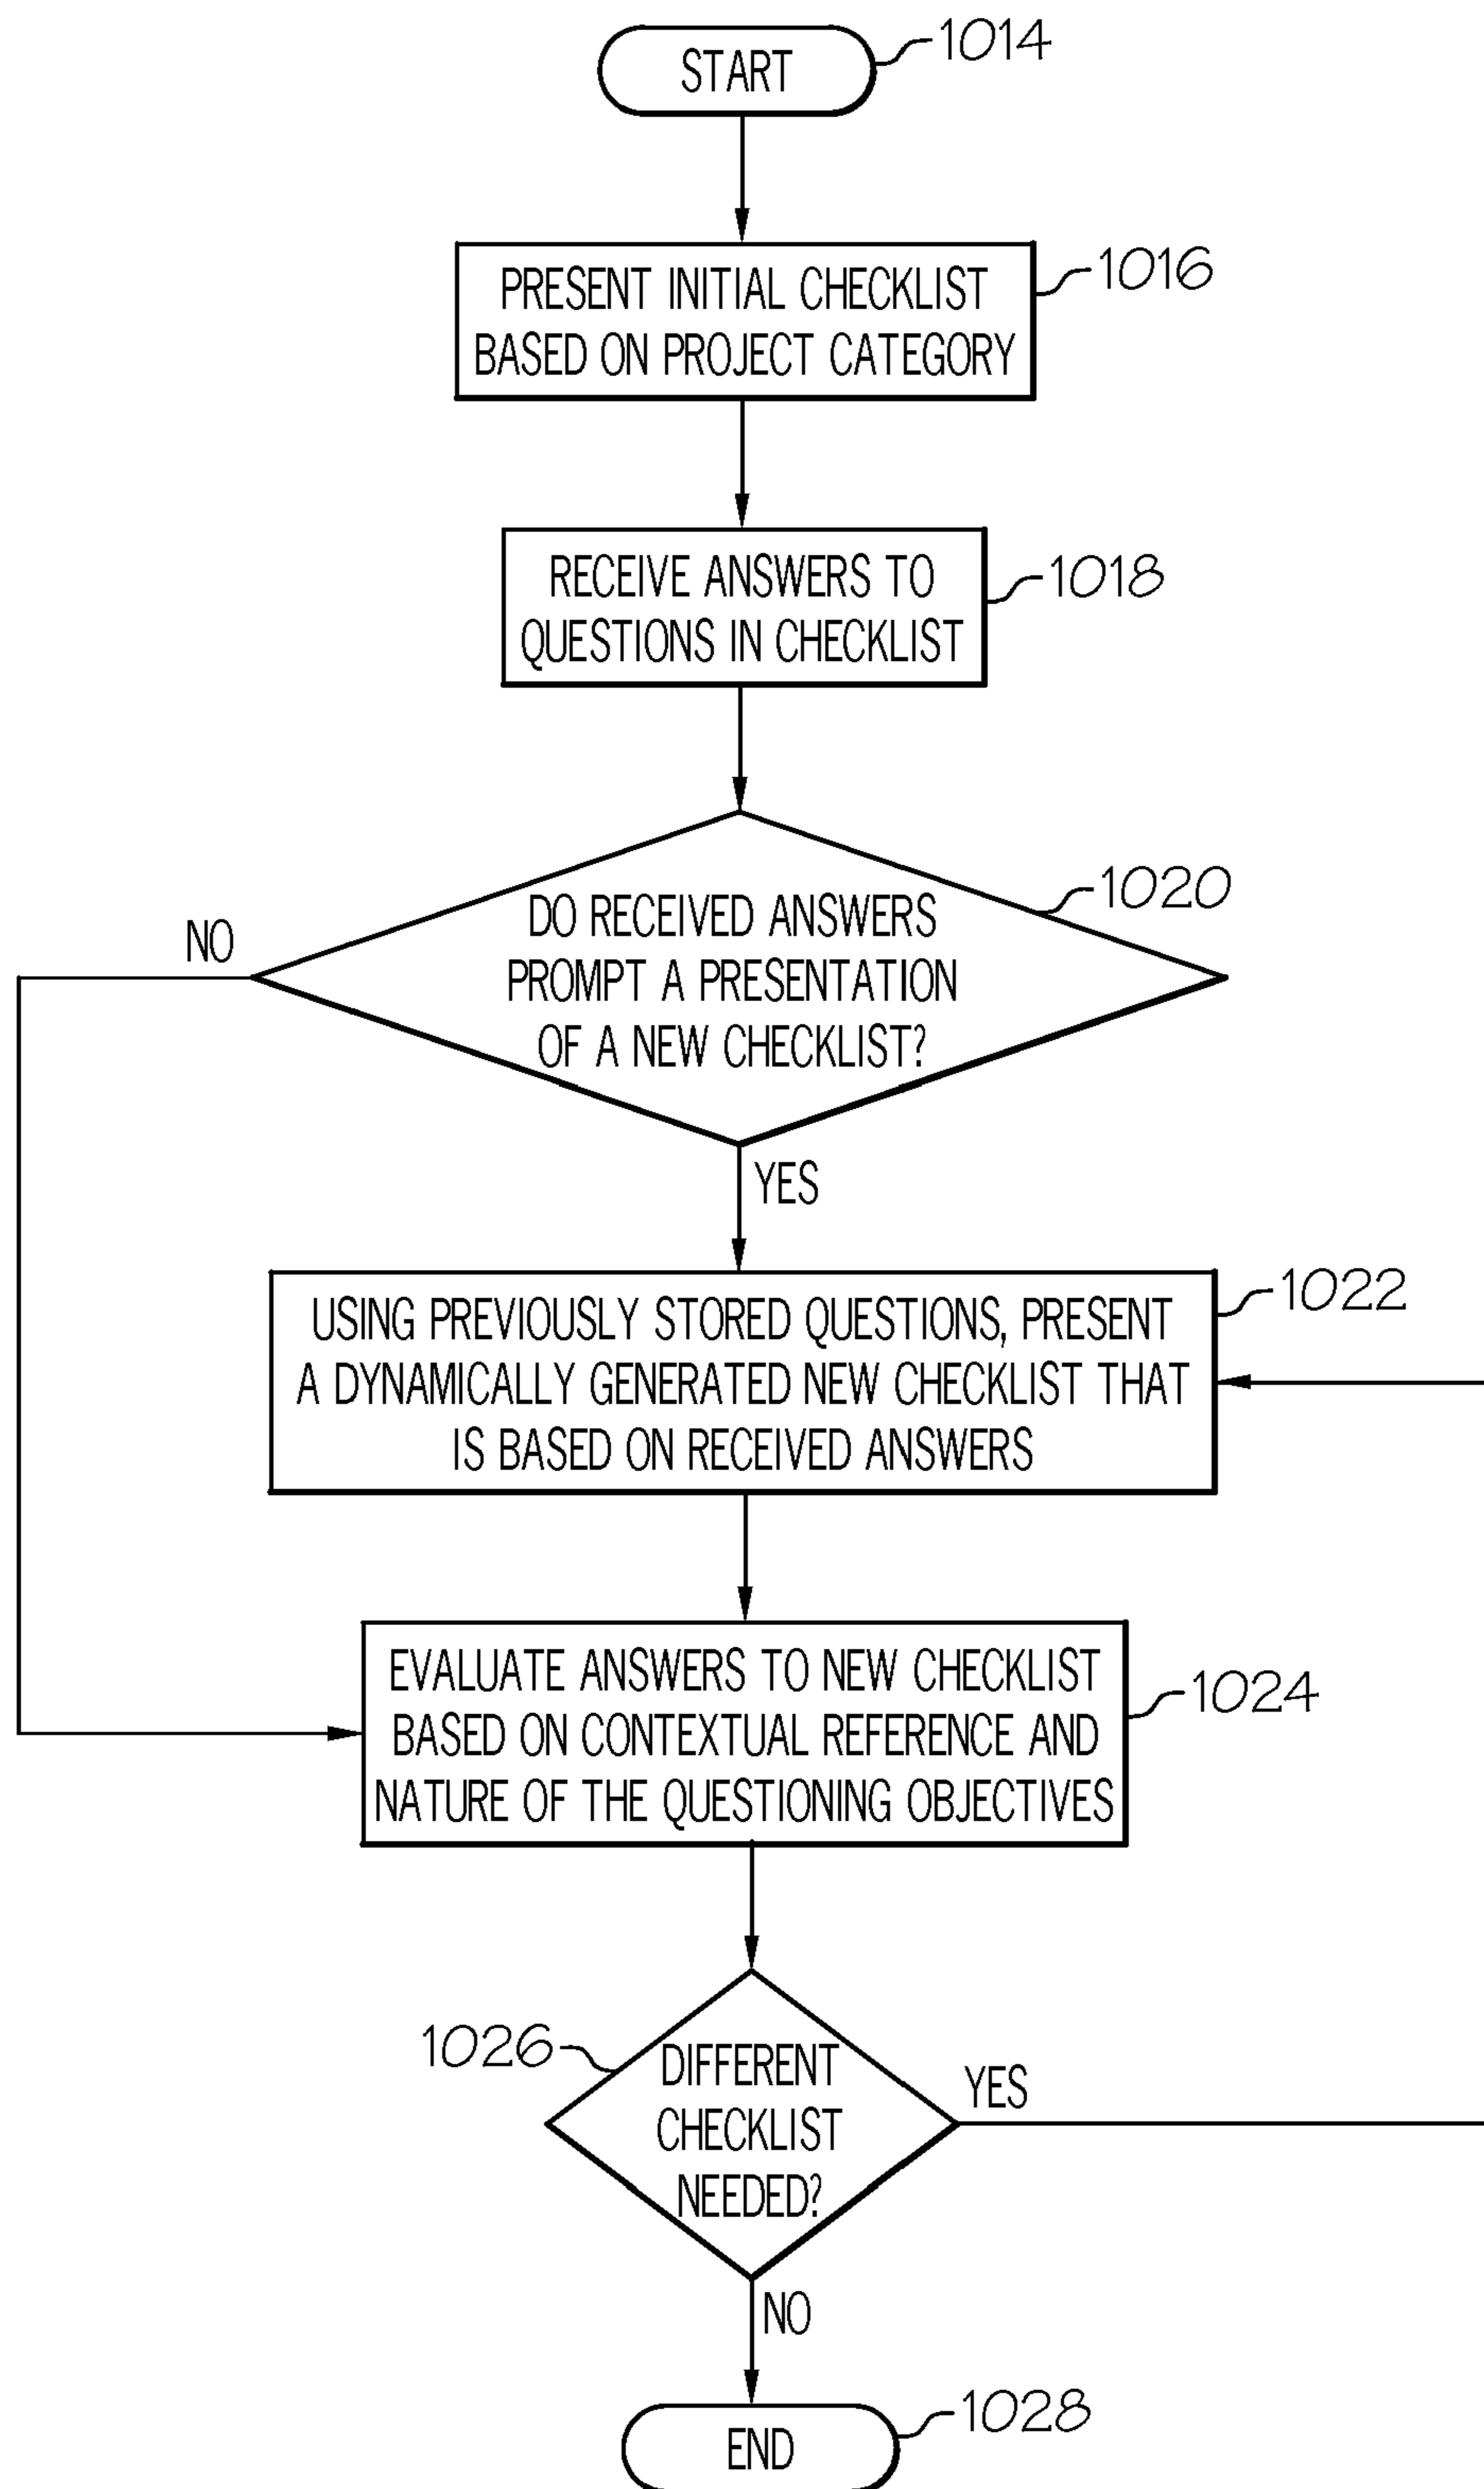 START
1014
PRESENT INITIAL CHECKLIST
BASED ON PROJECT CATEGORY
1016
RECEIVE ANSWERS TO
QUESTIONS IN CHECKLIST
1018
DO RECEIVED ANSWERS
PROMPT A PRESENTATION
OF A NEW CHECKLIST?
1020
NO
YES
USING PREVIOUSLY STORED QUESTIONS, PRESENT
A DYNAMICALLY GENERATED NEW CHECKLIST THAT
IS BASED ON RECEIVED ANSWERS
1022
EVALUATE ANSWERS TO NEW CHECKLIST
BASED ON CONTEXTUAL REFERENCE AND
NATURE OF THE QUESTIONING OBJECTIVES
1024
1026
DIFFERENT
CHECKLIST
NEEDED?
YES
NO
END
1028